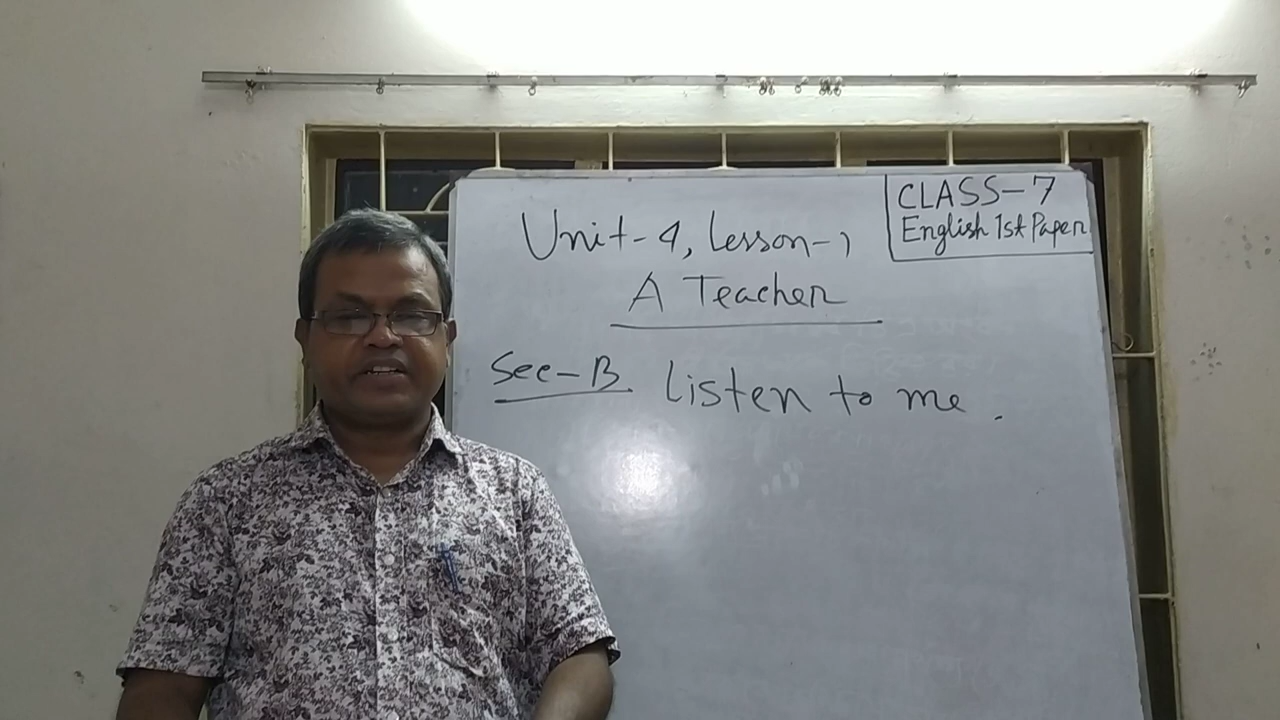 CLASS-7
English 1st Paper
Unit-4, Lesson-1
A Teacher
Sec-B Listen to me.